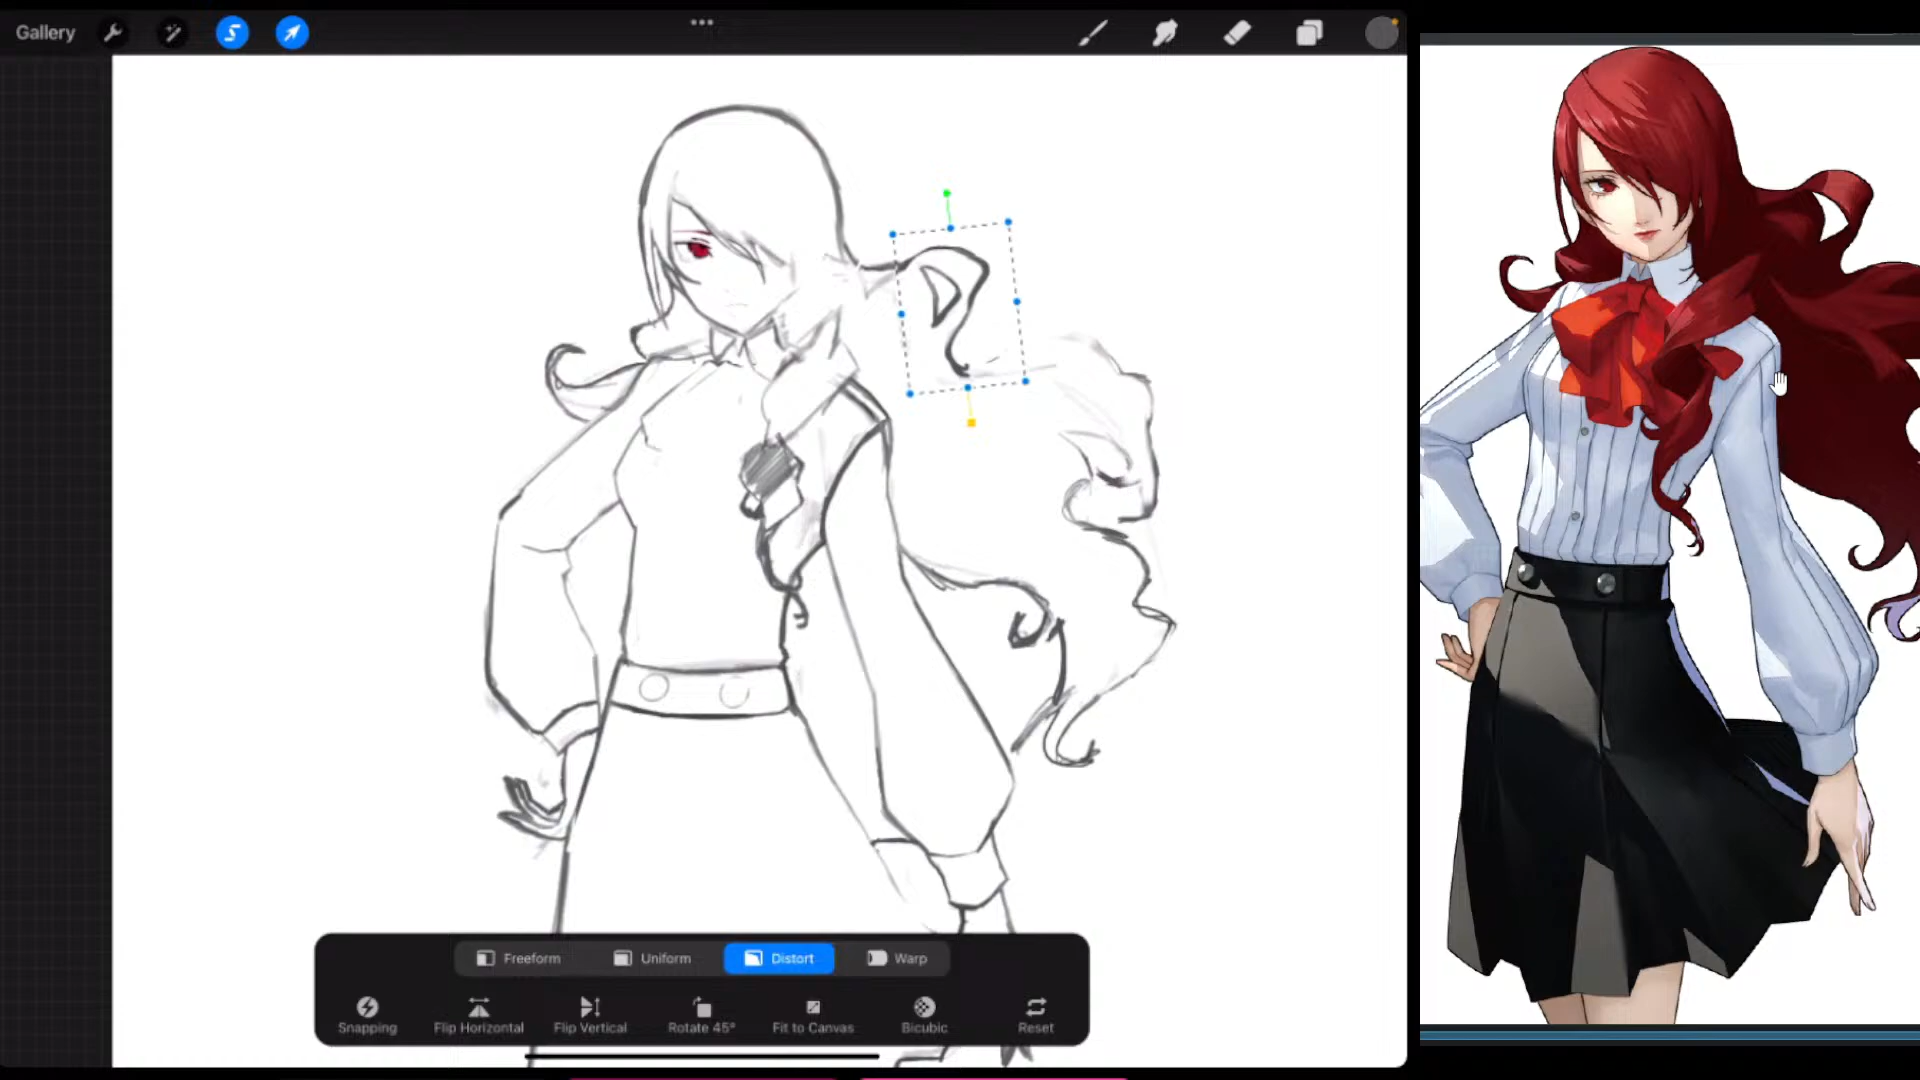 Gallery
Freeform
Uniform
Distort
Warp
Snapping
Flip Horizontal
Flip Vertical
Rotate 45°
Fit to Canvas
Bicubic
Reset